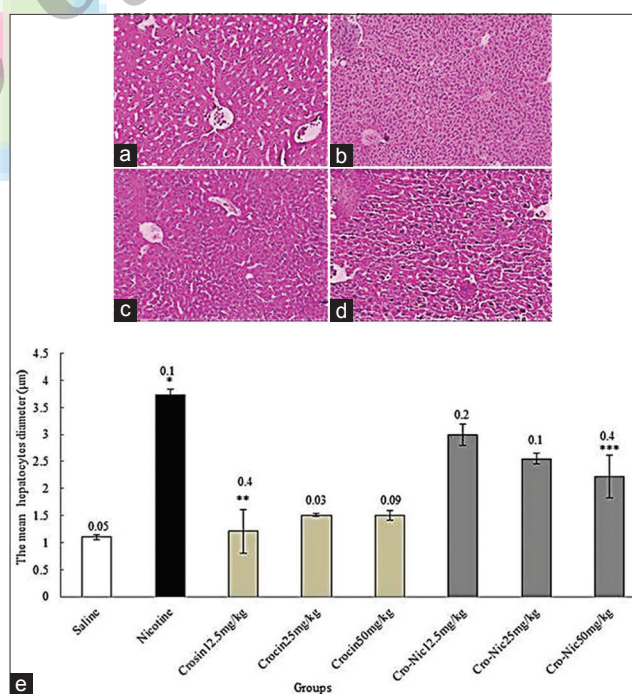 a
b
c
d
4.5
4
3.5
3
2.5
2
1.5
1
0.5
0
The mean hepatocytes diameter (µm)
0.05
0.1
*
0.4
**
0.03
0.09
0.2
0.1
0.4
***
Saline
Nicotine
Crosin12.5mg/kg
Crocin25mg/kg
Crocin50mg/kg
Cro-Nic12.5mg/kg
Cro-Nic25mg/kg
Cro-Nic50mg/kg
Groups
e